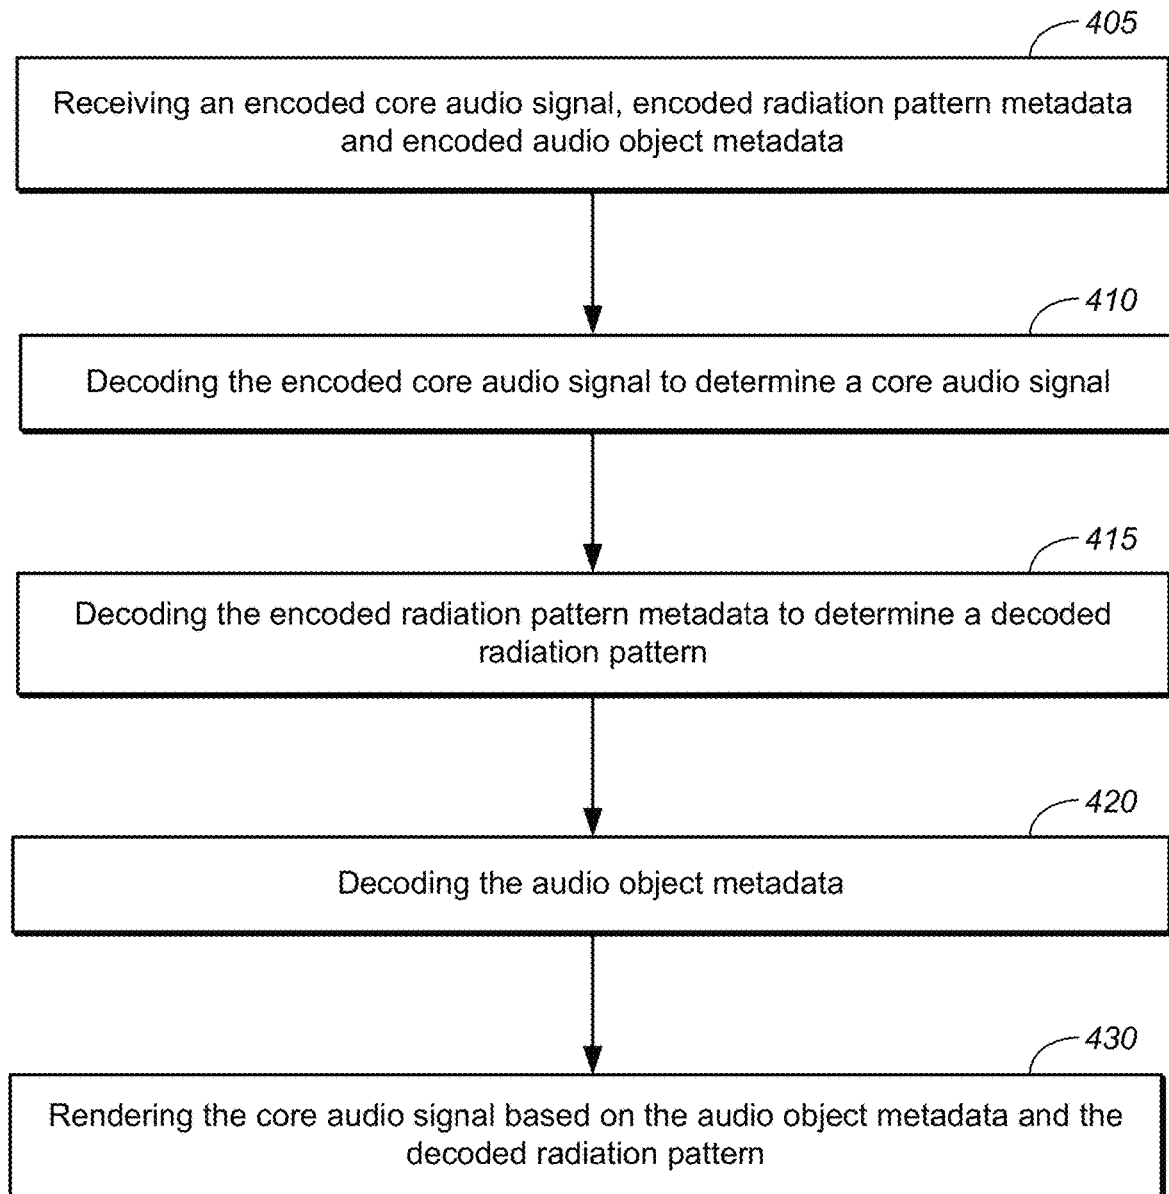 405
Receiving an encoded core audio signal, encoded radiation pattern metadata
and encoded audio object metadata
410
Decoding the encoded core audio signal to determine a core audio signal
415
Decoding the encoded radiation pattern metadata to determine a decoded
radiation pattern
420
Decoding the audio object metadata
430
Rendering the core audio signal based on the audio object metadata and the
decoded radiation pattern